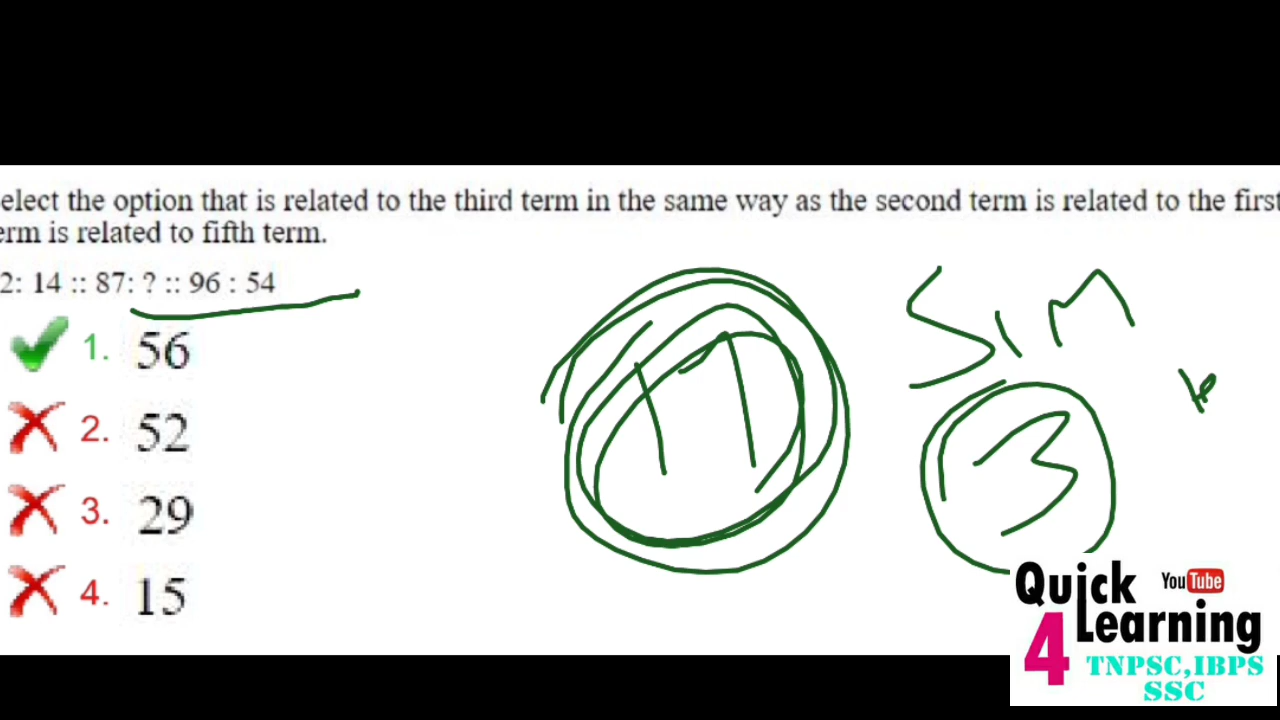 elect the option that is related to the third term in the same way as the second term is related to the first
erm is related to fifth term.
2: 14 :: 87: ? :: 96 : 54
1. 56
2. 52
3. 29
4. 15
11
SIM
3
Quick YouTube
4 Learning
TNPSC,IBPS
SSC